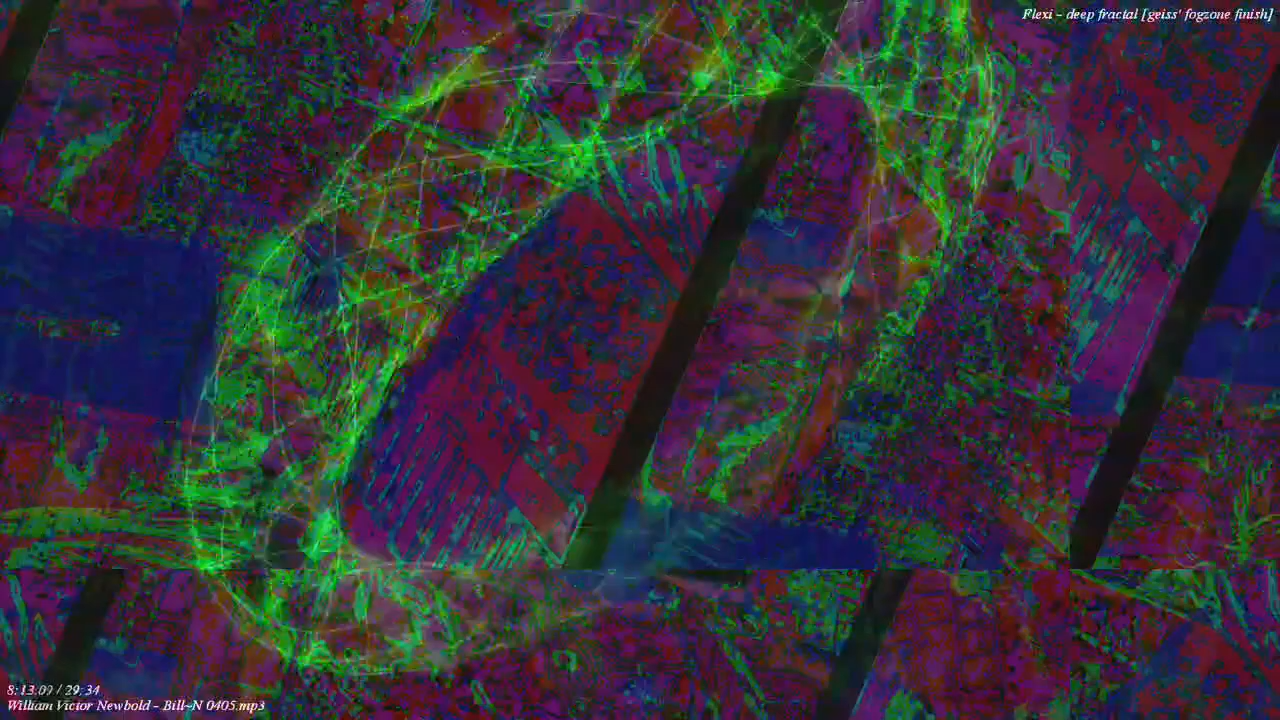 Flexi - deep fractal [geiss' fogzone finish]
8:13.09 / 29:34
William Victor Newbold - Bill~N 0405.mp3